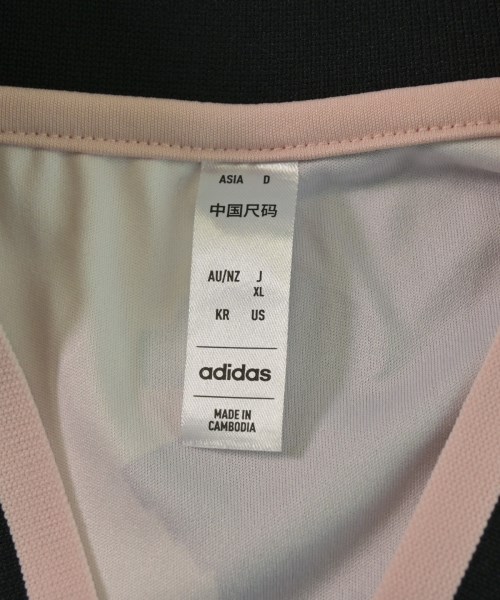 ASIA D
中国尺码
AU/NZ J
XL
KR US
adidas
MADE IN
CAMBODIA